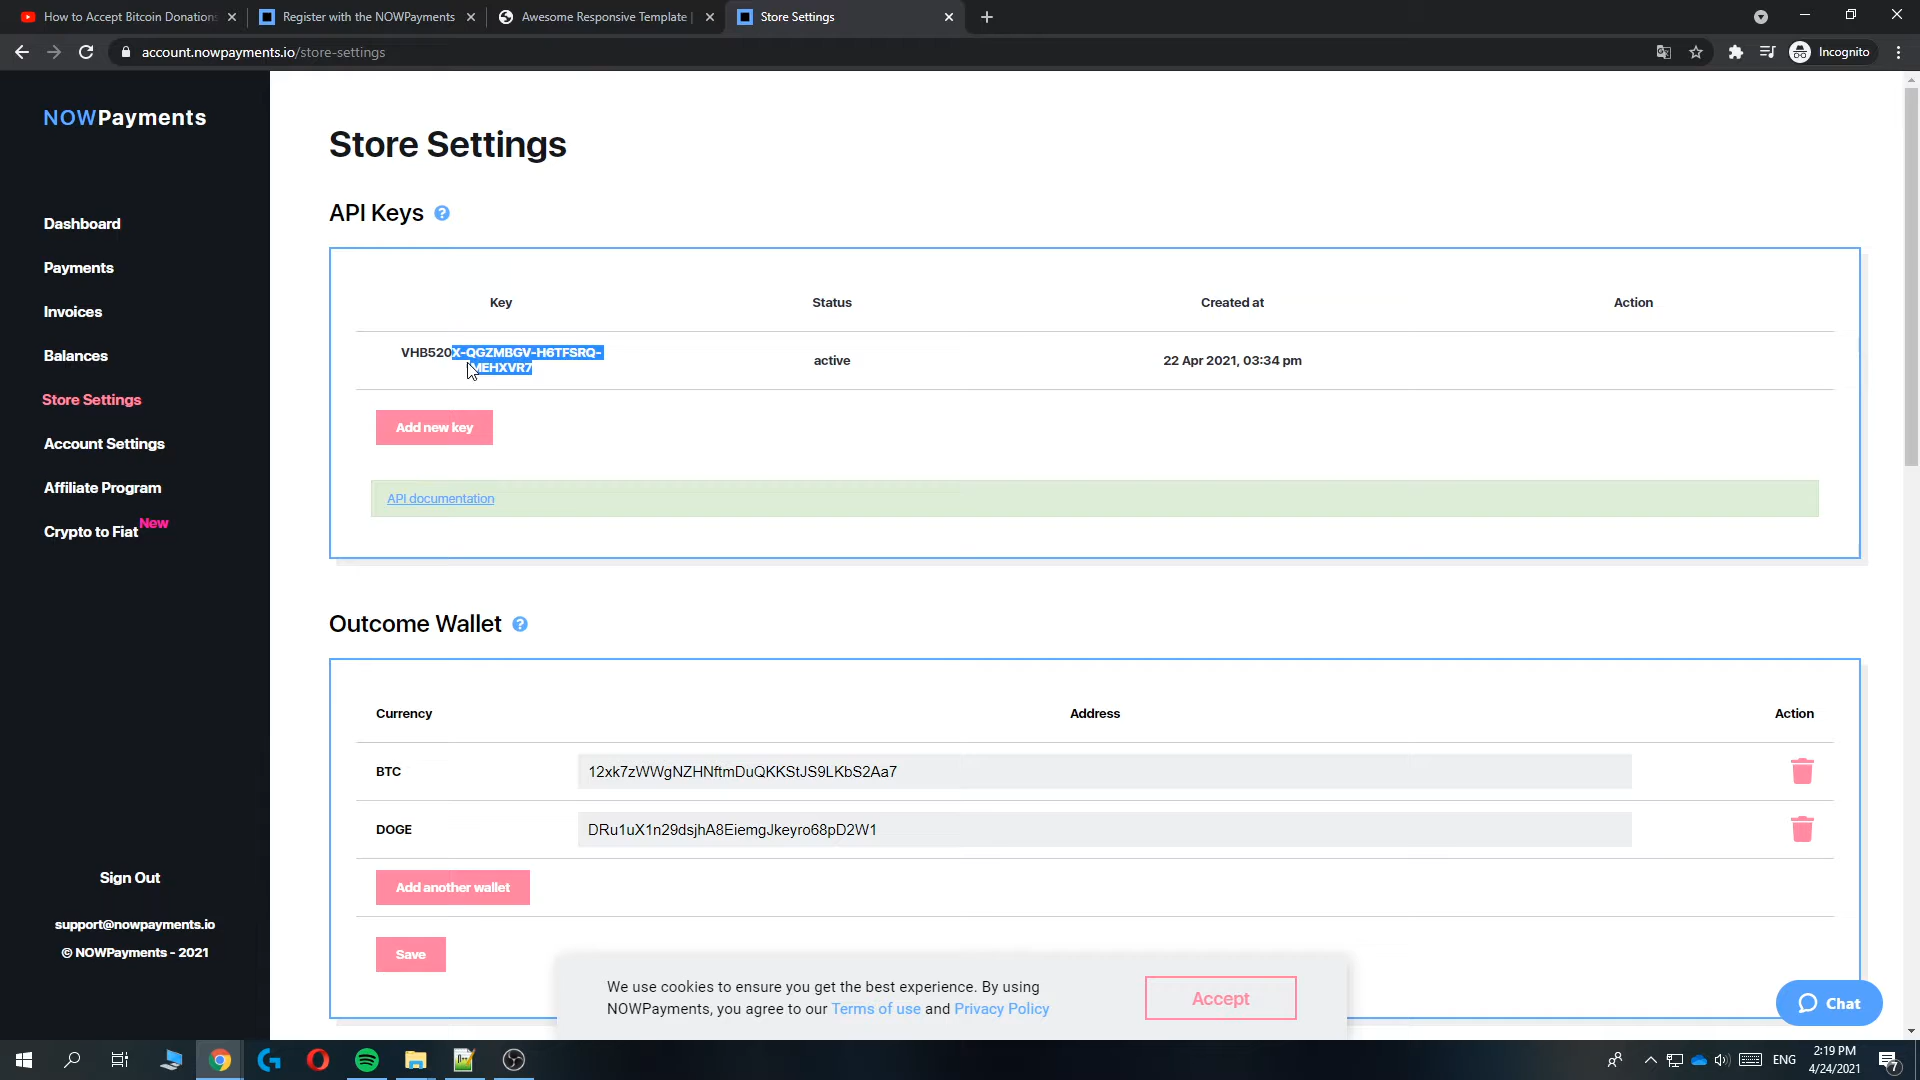 How to Accept Bitcoin Donations
Register with the NOWPayments
Awesome Responsive Template |
Store Settings
account.nowpayments.io/store-settings
Incognito
NOWPayments
Dashboard
Payments
Invoices
Balances
Store Settings
Account Settings
Affiliate Program
Crypto to Fiat New
Sign Out
support@nowpayments.io
© NOWPayments - 2021
Store Settings
API Keys ?
Key Status Created at Action
VHB520X-QGZMBGV-H6TFSRQ-
MEHXVR7
active 22 Apr 2021, 03:34 pm
Add new key
API documentation
Outcome Wallet ?
Currency Address Action
BTC 12xk7zWWgNZHNftmDuQKKStJS9LKbS2Aa7
DOGE DRu1uX1n29dsjhA8EiemgJkeyro68pD2W1
Add another wallet
Save
We use cookies to ensure you get the best experience. By using
NOWPayments, you agree to our Terms of use and Privacy Policy
Accept
Chat
ENG
2:19 PM
4/24/2021
7